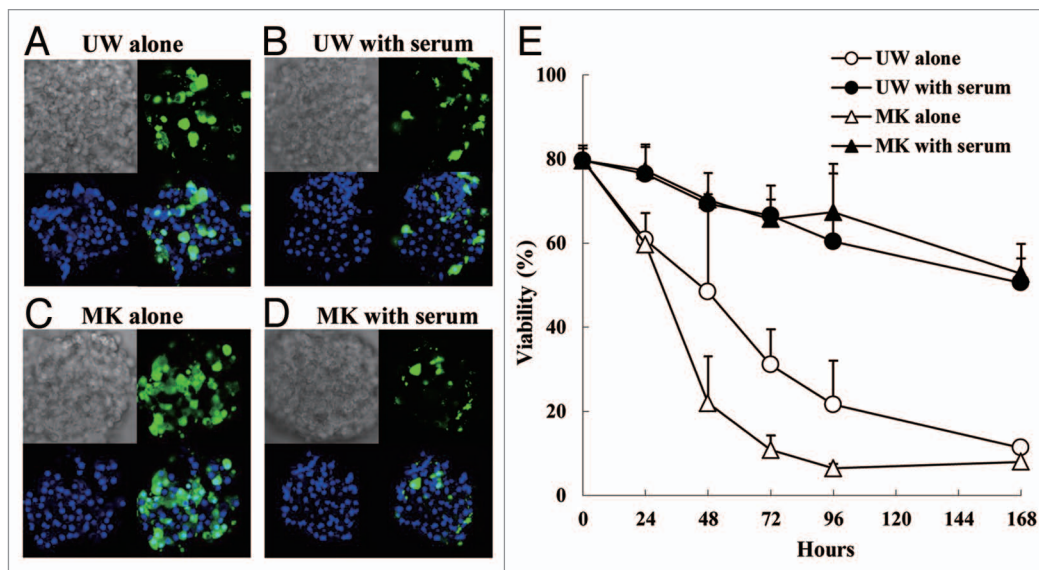 A
UW alone
B
UW with serum
C
MK alone
D
MK with serum
E
UW alone
UW with serum
MK alone
MK with serum
Viability (%)
100
80
60
40
20
0
0 24 48 72 96 120 144 168
Hours